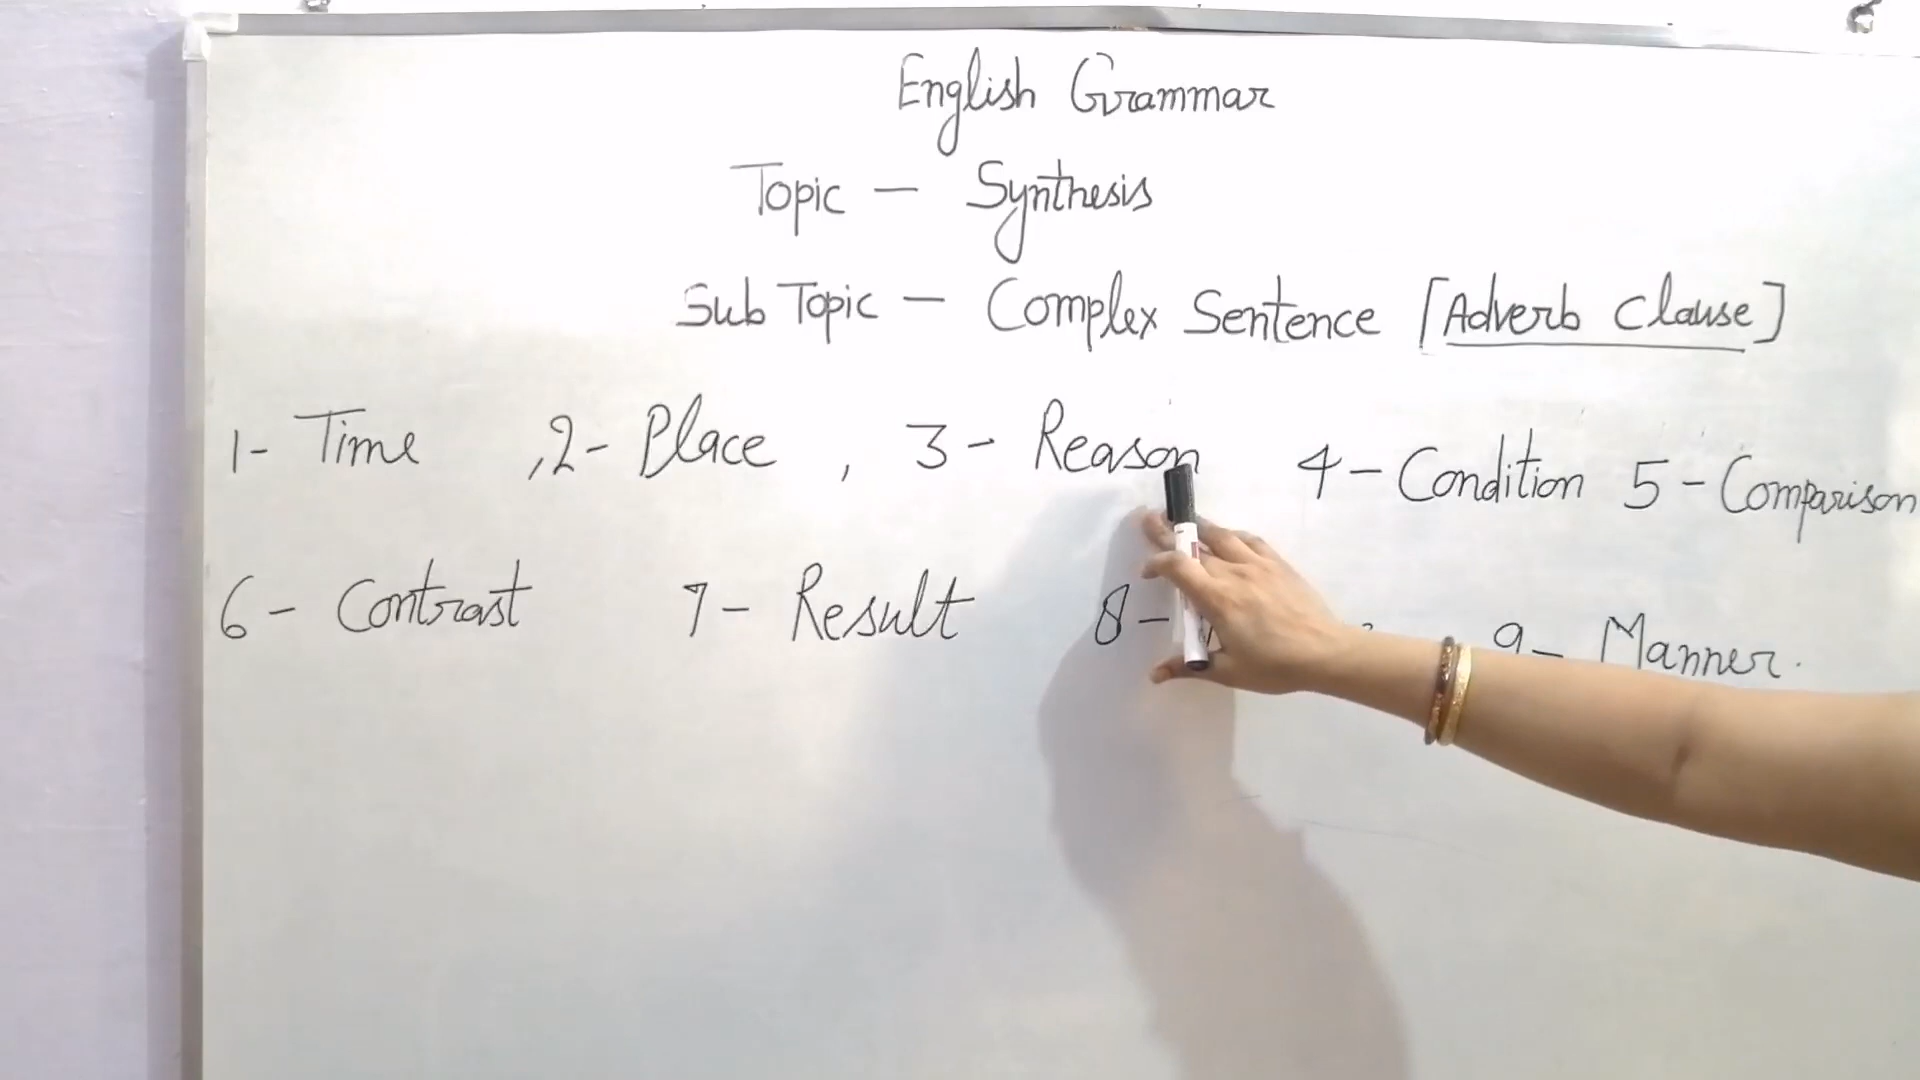 English Grammar
Topic - Synthesis
Sub Topic - Complex Sentence [Adverb Clause]
1- Time ,2- Place , 3 - Reason 4 - Condition 5 - Comparison
6 - Contrast 7 - Result 8- 9- Manner.